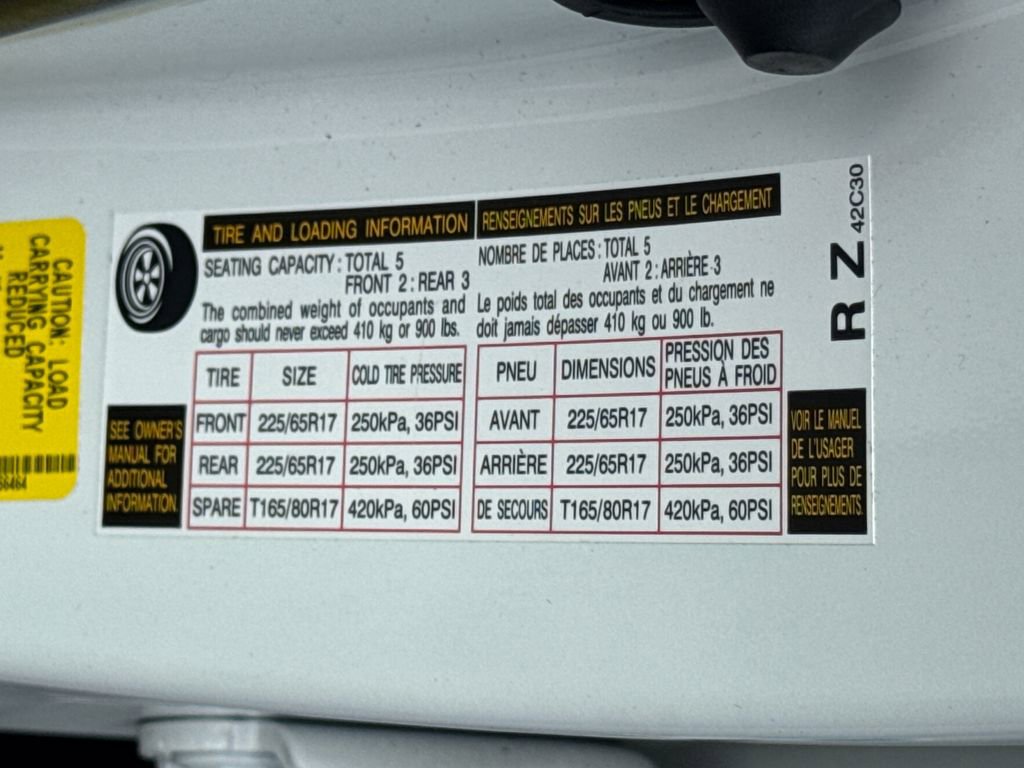 CAUTION: LOAD
CARRYING CAPACITY
REDUCED
TIRE AND LOADING INFORMATION
SEATING CAPACITY: TOTAL 5
FRONT 2: REAR 3
The combined weight of occupants and
cargo should never exceed 410 kg or 900 lbs.
TIRE SIZE COLD TIRE PRESSURE
FRONT 225/65R17 250kPa, 36PSI
REAR 225/65R17 250kPa, 36PSI
SPARE T165/80R17 420kPa, 60PSI
SEE OWNER'S
MANUAL FOR
ADDITIONAL
INFORMATION.
RENSEIGNEMENTS SUR LES PNEUS ET LE CHARGEMENT
NOMBRE DE PLACES: TOTAL 5
AVANT 2: ARRIÈRE 3
Le poids total des occupants et du chargement ne
doit jamais dépasser 410 kg ou 900 lb.
PNEU DIMENSIONS PRESSION DES
PNEUS À FROID
AVANT 225/65R17 250kPa, 36PSI
ARRIÈRE 225/65R17 250kPa, 36PSI
DE SECOURS T165/80R17 420kPa, 60PSI
VOIR LE MANUEL
DE L'USAGER
POUR PLUS DE
RENSEIGNEMENTS.
R Z 42C30